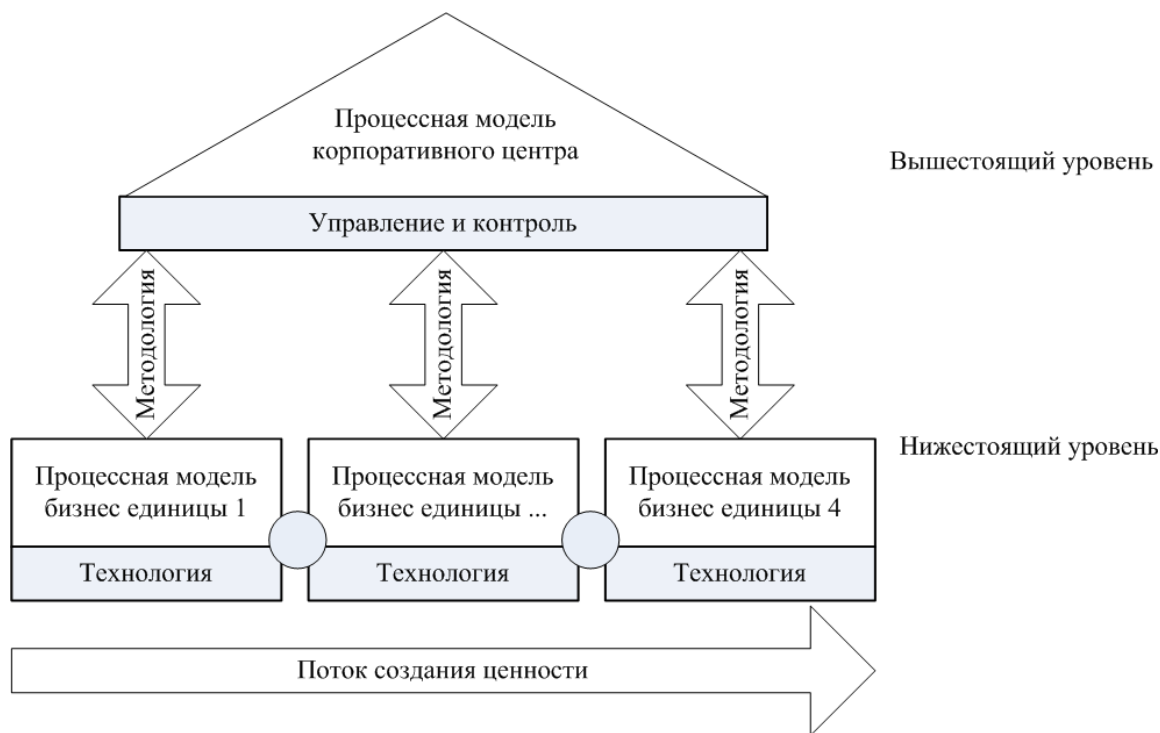 Процессная модель
корпоративного центра
Вышестоящий уровень
Управление и контроль
Методология
Методология
Методология
Нижестоящий уровень
Процессная модель
бизнес единицы 1
Процессная модель
бизнес единицы ...
Процессная модель
бизнес единицы 4
Технология
Технология
Технология
Поток создания ценности